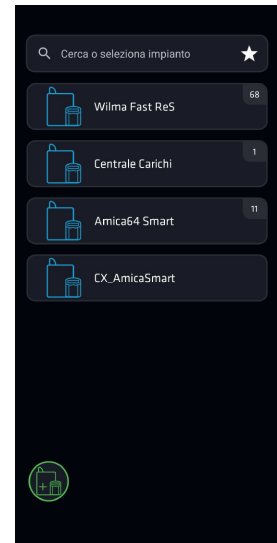 Cerca o seleziona impianto
68
Wilma Fast ReS
1
Centrale Carichi
11
Amica64 Smart
CX_AmicaSmart